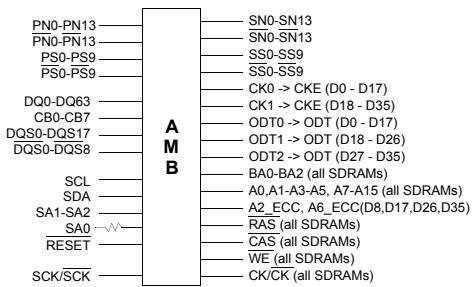 PN0-PN13
PN0-PN13
PS0-PS9
PS0-PS9
DQ0-DQ63
CB0-CB7
DQS0-DQS17
DQS0-DQS8
SCL
SDA
SA1-SA2
SA0
RESET
SCK/SCK
A
M
B
SN0-SN13
SN0-SN13
SS0-SS9
SS0-SS9
CK0 -> CKE (D0 - D17)
CK1 -> CKE (D18 - D35)
ODT0 -> ODT (D0 - D17)
ODT1 -> ODT (D18 - D26)
ODT2 -> ODT (D27 - D35)
BA0-BA2 (all SDRAMs)
A0,A1-A3-A5, A7-A15 (all SDRAMs)
A2_ECC, A6_ECC(D8,D17,D26,D35)
RAS (all SDRAMs)
CAS (all SDRAMs)
WE (all SDRAMs)
CK/CK (all SDRAMs)